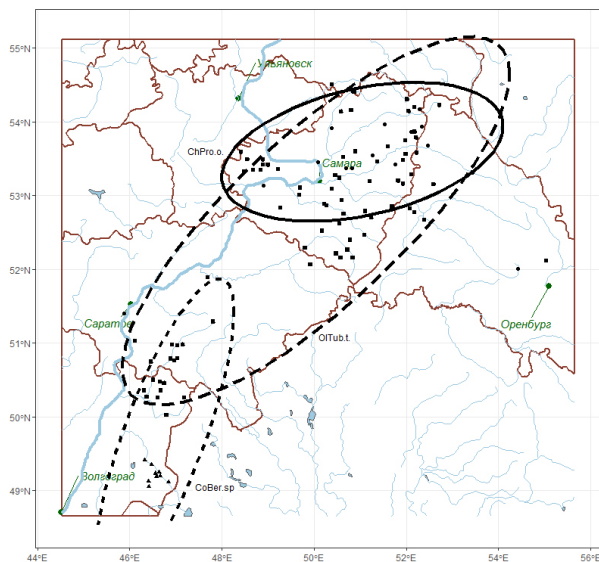 55°N
Ульяновск
54°N
ChPro.o.
Самара
53°N
52°N
Саратов
Оренбург
51°N
OlTub.t.
50°N
Волгоград
CoBer.sp
49°N
44°E 46°E 48°E 50°E 52°E 54°E 56°E